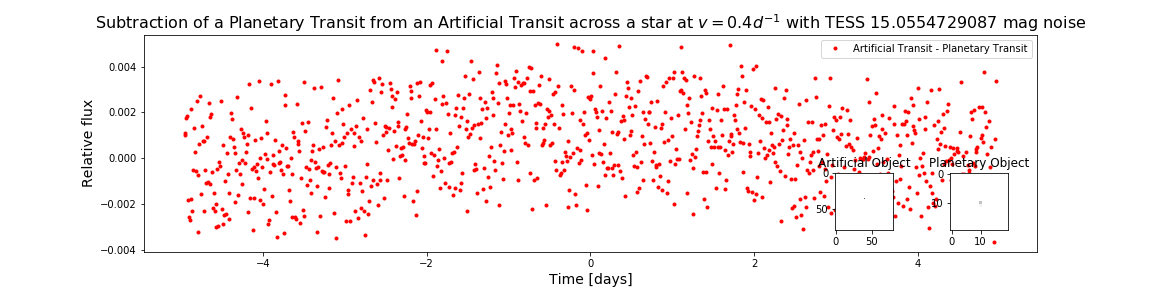 Subtraction of a Planetary Transit from an Artificial Transit across a star at v = 0.4d⁻¹ with TESS 15.0554729087 mag noise
Artificial Transit - Planetary Transit
Relative flux
0.004
0.002
0.000
−0.002
−0.004
Artificial Object
0
50
0 50
Planetary Object
0
10
0 10
−4 −2 0 2 4
Time [days]